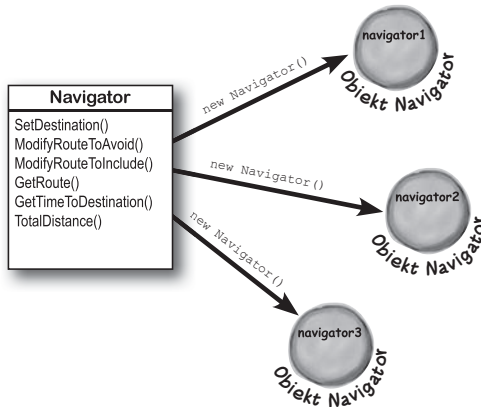 Navigator
SetDestination()
ModifyRouteToAvoid()
ModifyRouteToInclude()
GetRoute()
GetTimeToDestination()
TotalDistance()
new Navigator()
navigator1
Obiekt Navigator
new Navigator()
navigator2
Obiekt Navigator
new Navigator()
navigator3
Obiekt Navigator